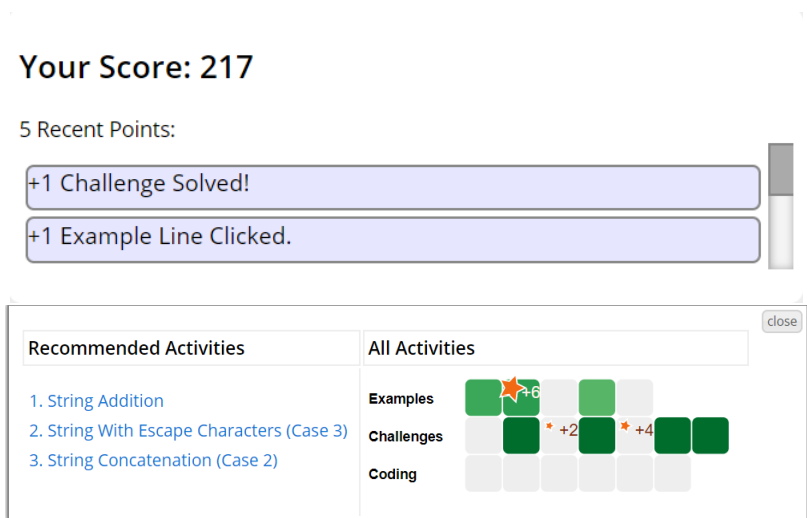 Your Score: 217
5 Recent Points:
+1 Challenge Solved!
+1 Example Line Clicked.
close
Recommended Activities
All Activities
1. String Addition
2. String With Escape Characters (Case 3)
3. String Concatenation (Case 2)
Examples
+6
Challenges
+2
+4
Coding